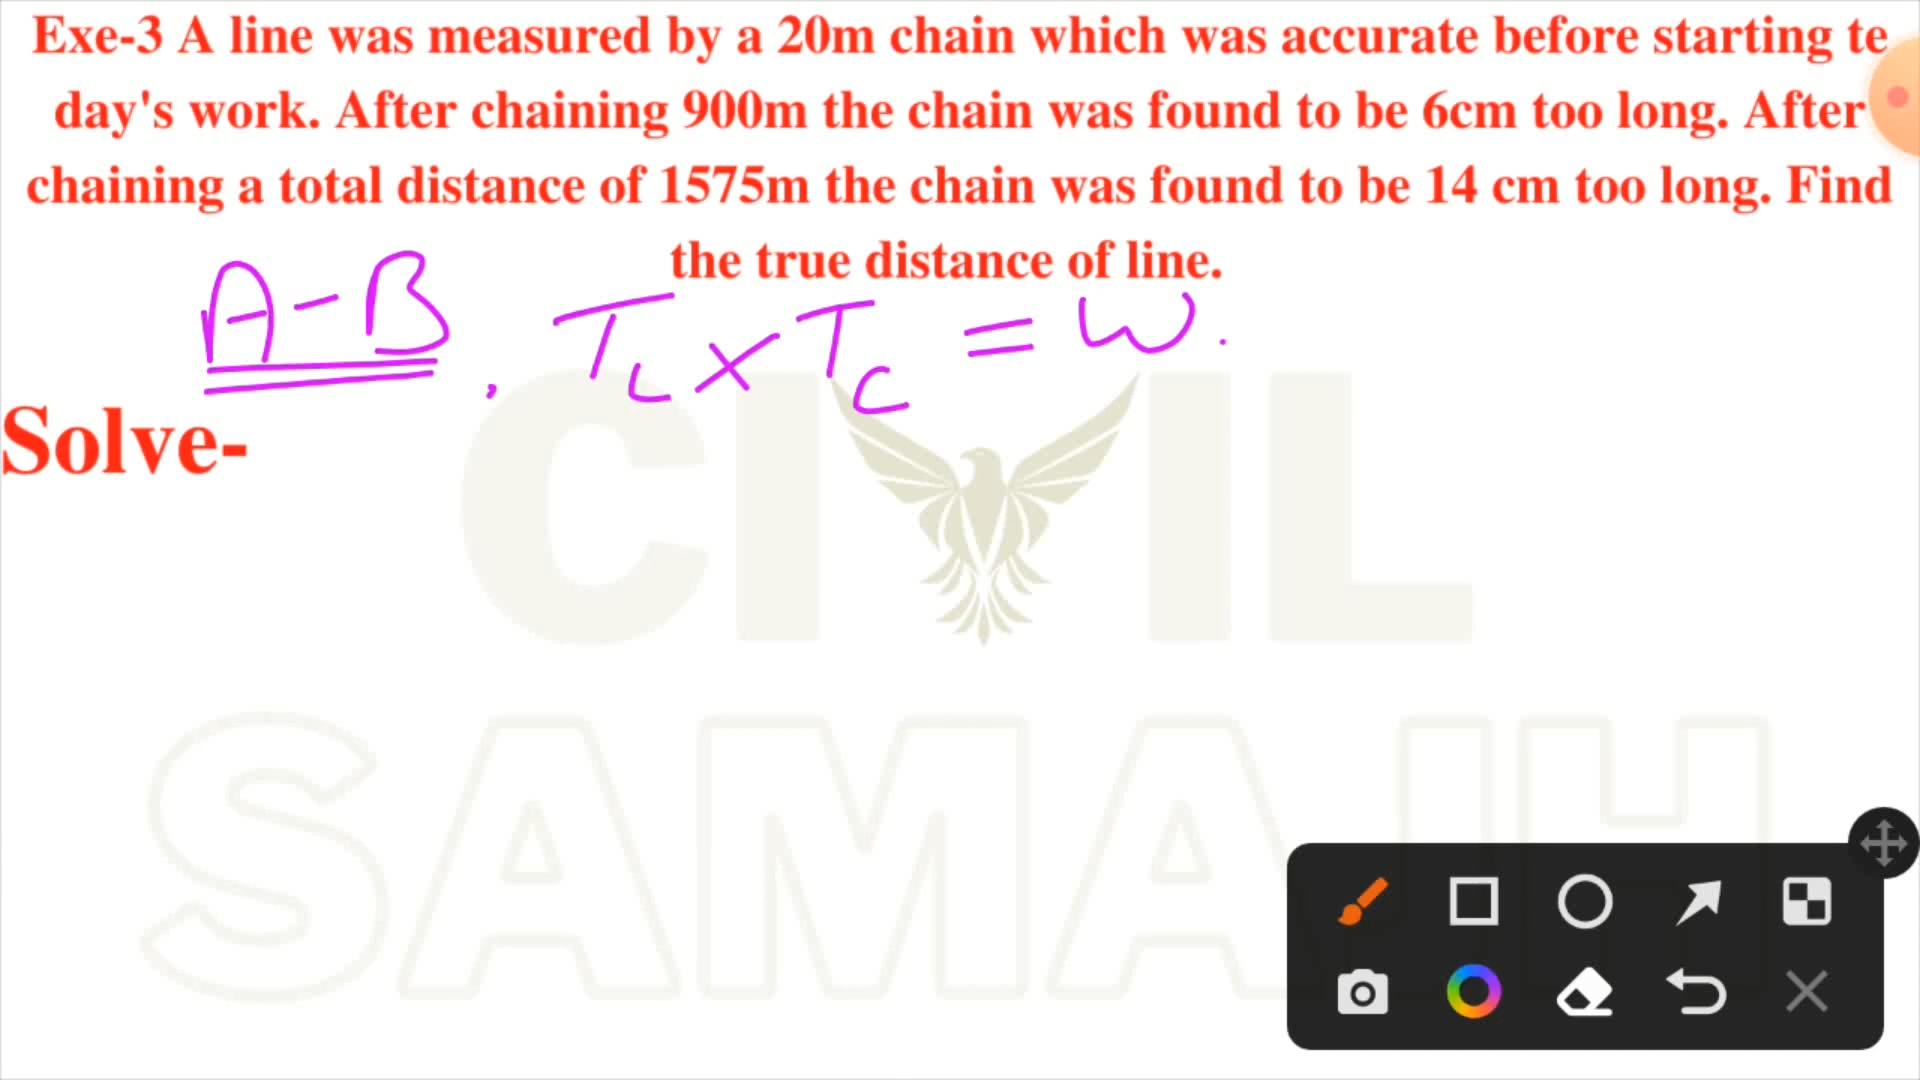 Exe-3 A line was measured by a 20m chain which was accurate before starting te
day's work. After chaining 900m the chain was found to be 6cm too long. After
chaining a total distance of 1575m the chain was found to be 14 cm too long. Find
the true distance of line.
A-B, TL × TC = W.
Solve-
CIVIL
SAMAJH